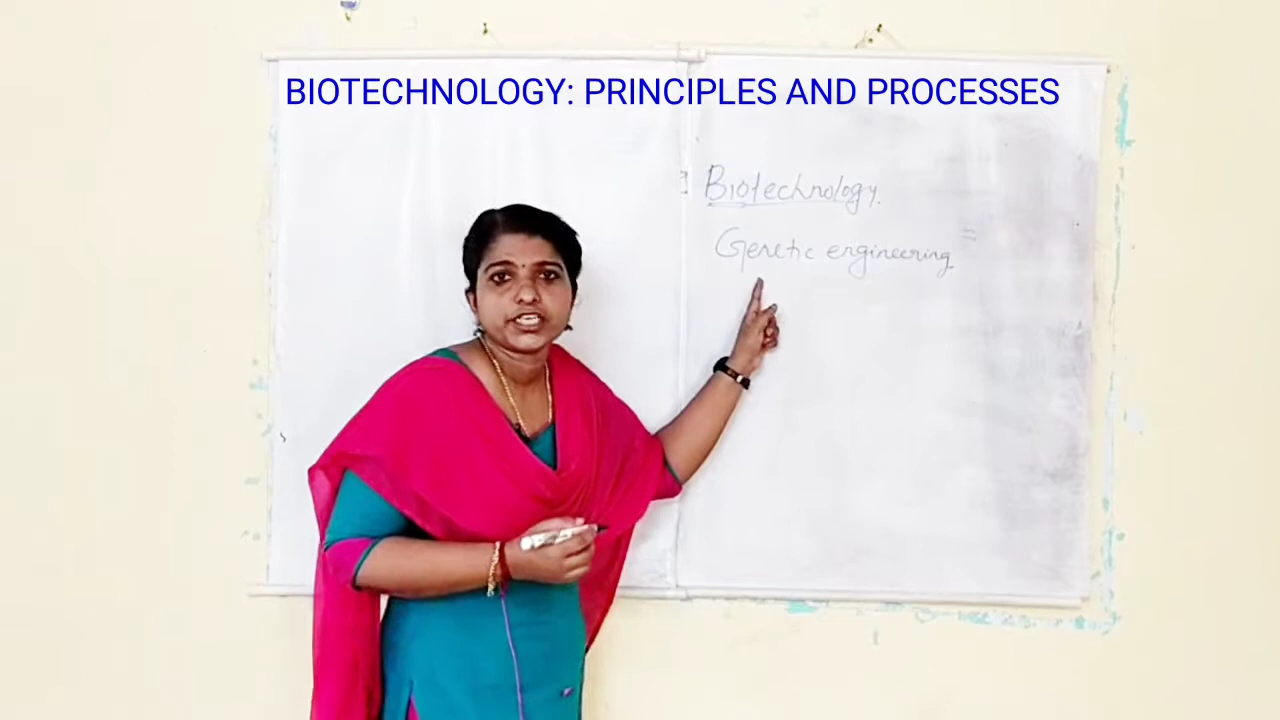 BIOTECHNOLOGY: PRINCIPLES AND PROCESSES
Biotechnology.
Genetic engineering